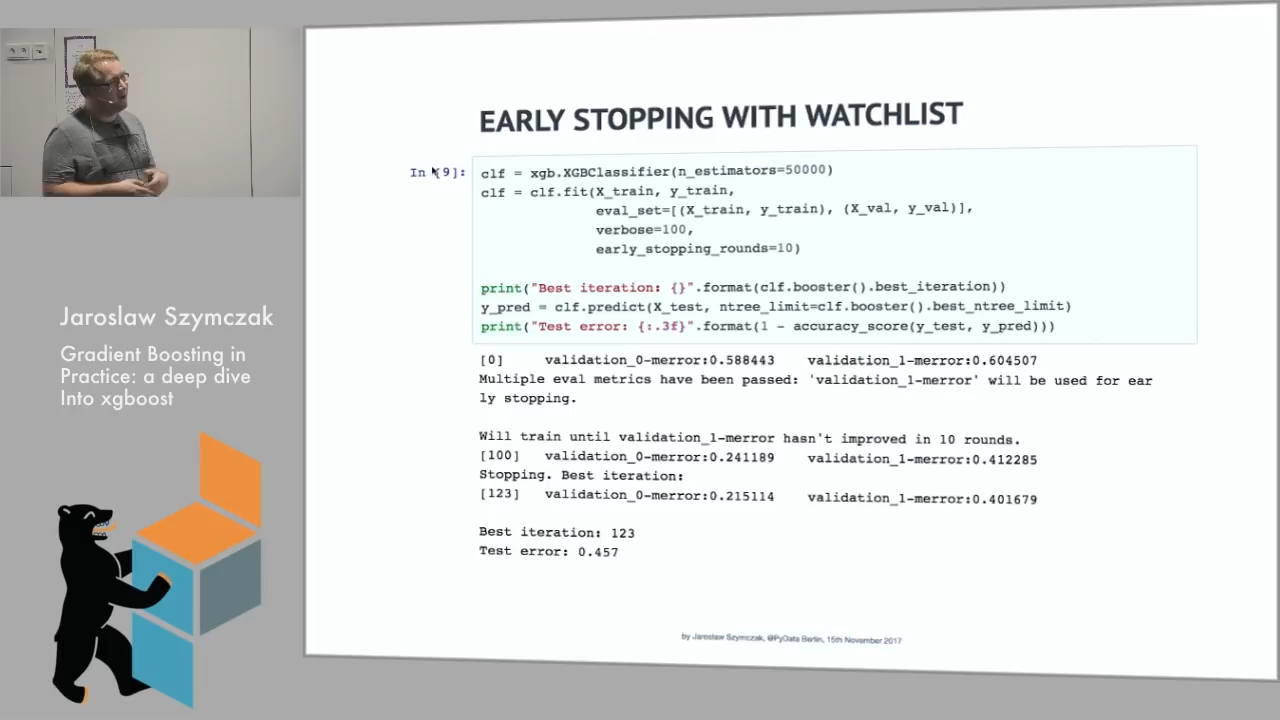 EARLY STOPPING WITH WATCHLIST
In [9]:
clf = xgb.XGBClassifier(n_estimators=50000)
clf = clf.fit(X_train, y_train,
eval_set=[(X_train, y_train), (X_val, y_val)],
verbose=100,
early_stopping_rounds=10)
print("Best iteration: {}".format(clf.booster().best_iteration))
y_pred = clf.predict(X_test, ntree_limit=clf.booster().best_ntree_limit)
print("Test error: {:.3f}".format(1 - accuracy_score(y_test, y_pred)))
[0] validation_0-merror:0.588443 validation_1-merror:0.604507
Multiple eval metrics have been passed: 'validation_1-merror' will be used for ear
ly stopping.
Will train until validation_1-merror hasn't improved in 10 rounds.
[100] validation_0-merror:0.241189 validation_1-merror:0.412285
Stopping. Best iteration:
[123] validation_0-merror:0.215114 validation_1-merror:0.401679
Best iteration: 123
Test error: 0.457
by Jaroslaw Szymczak, @PyData Berlin, 15th November 2017
Jaroslaw Szymczak
Gradient Boosting in
Practice: a deep dive
Into xgboost